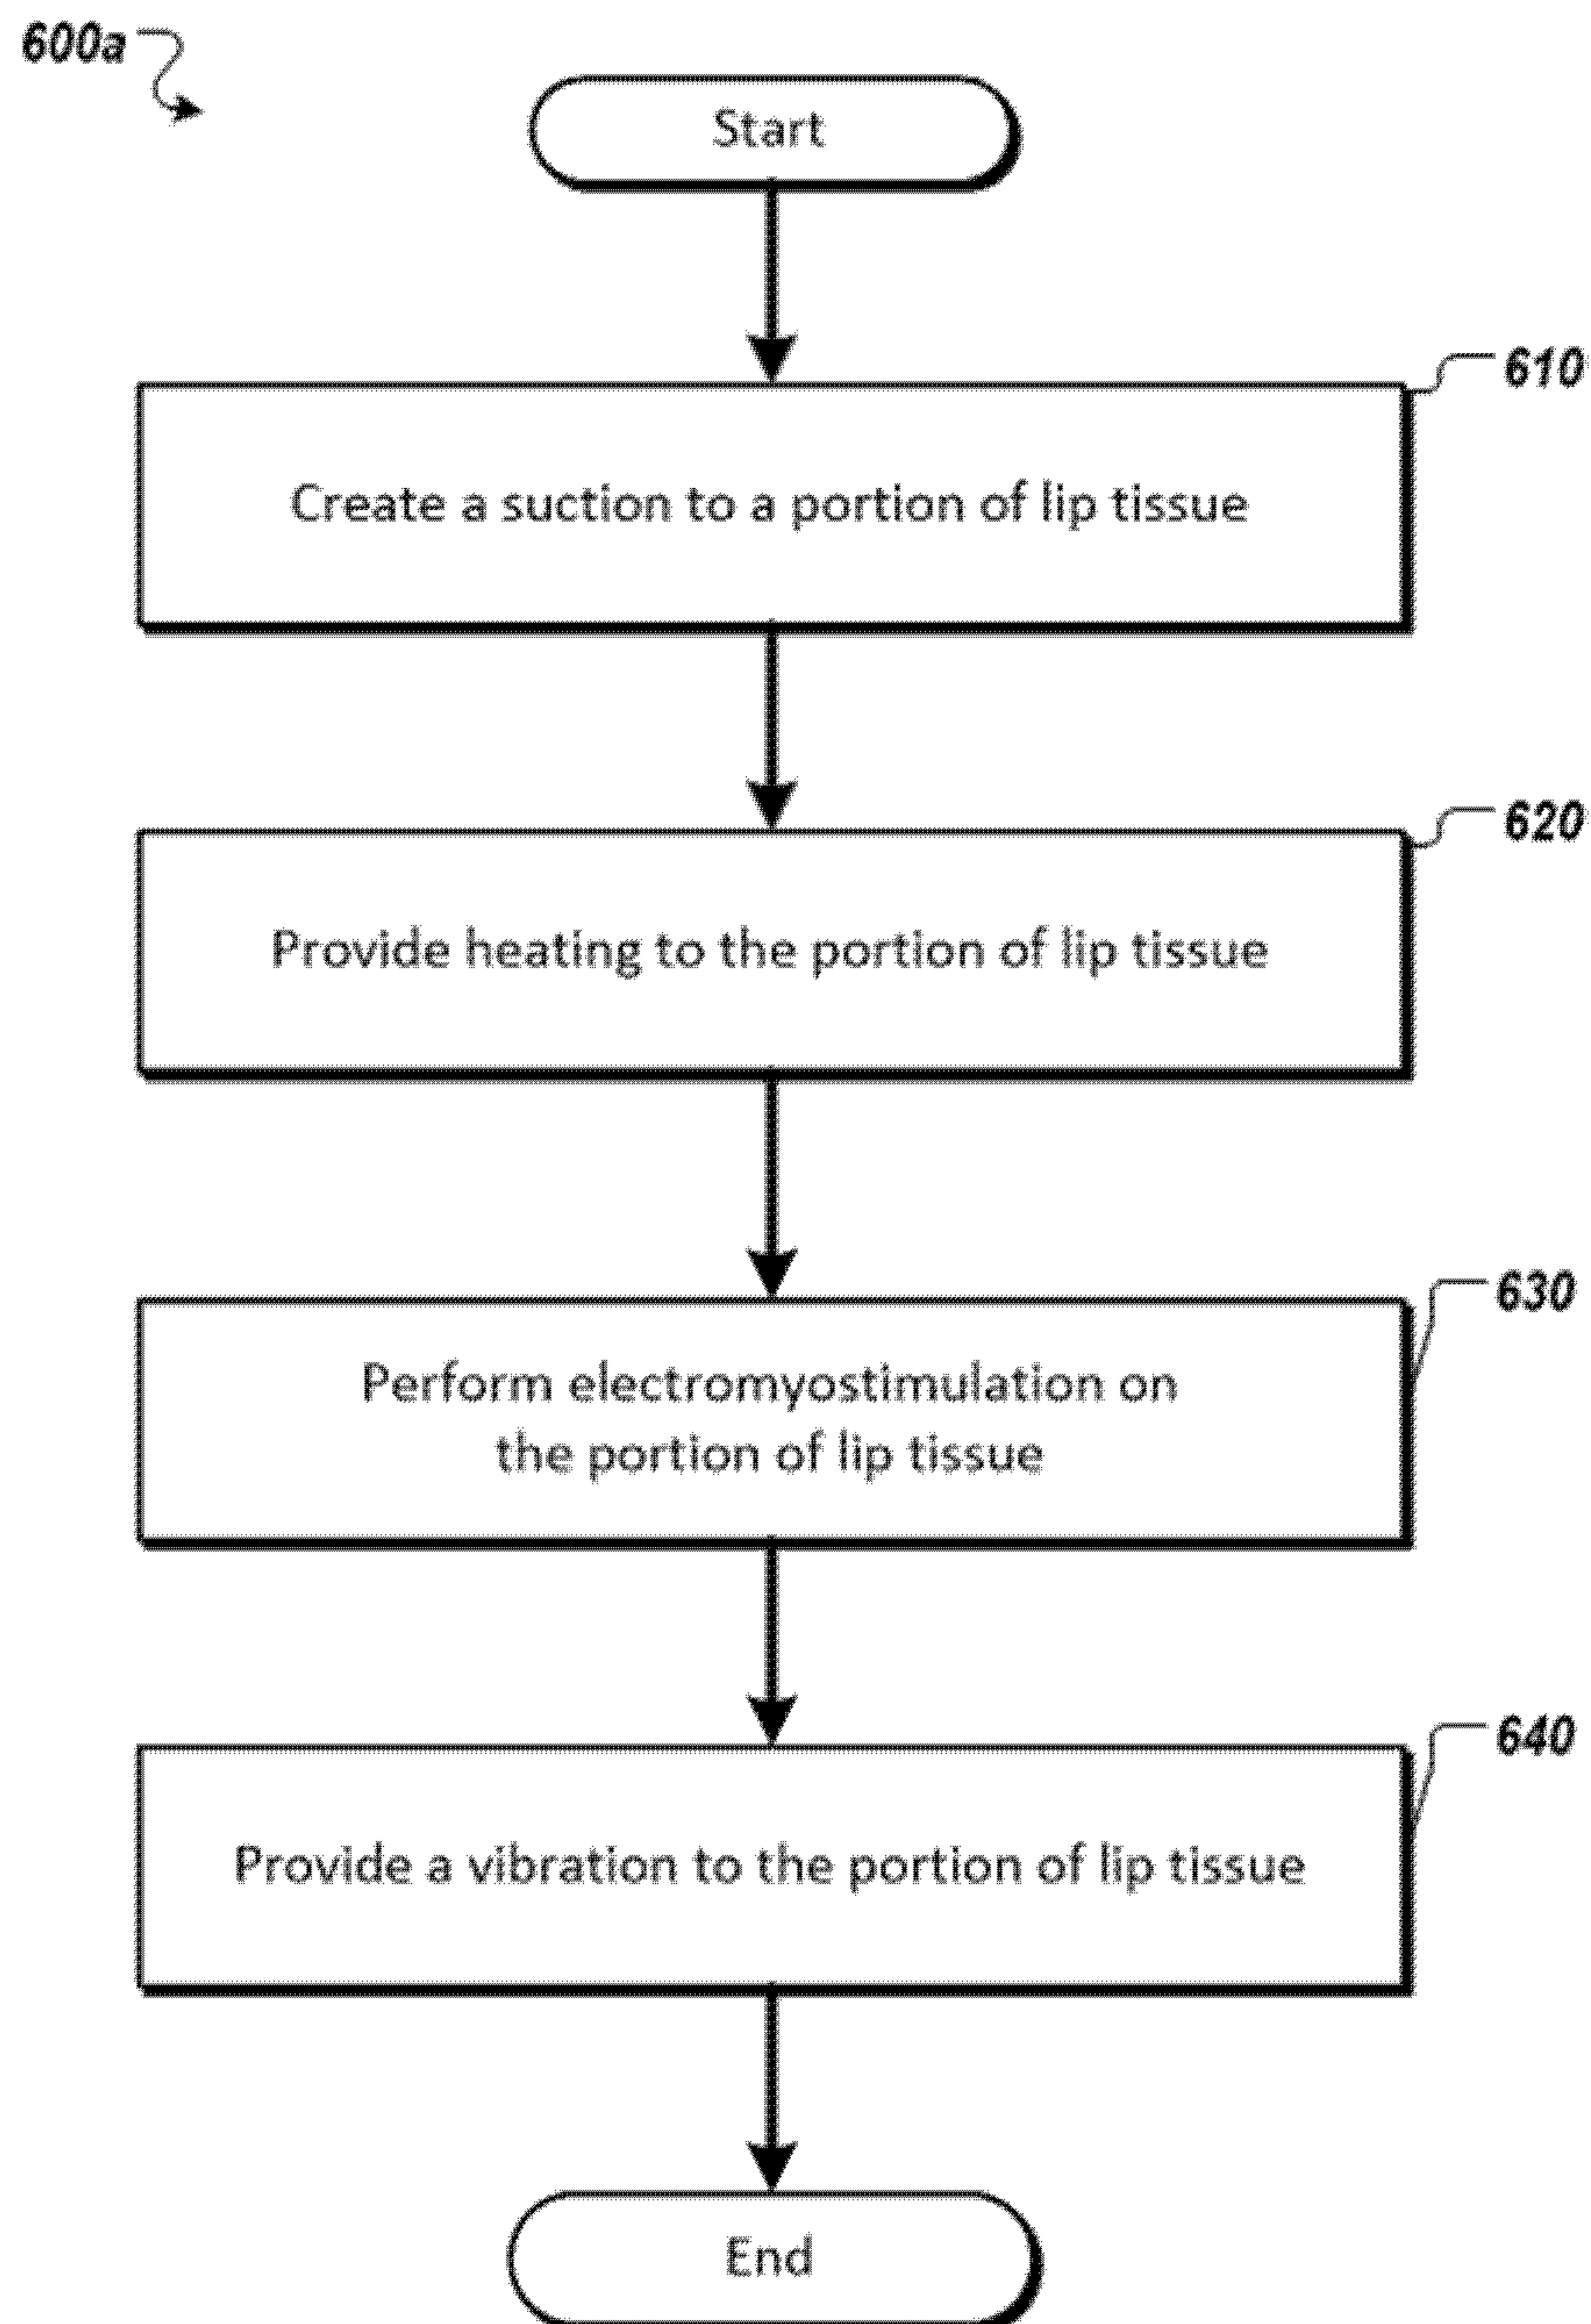 600a
Start
610
Create a suction to a portion of lip tissue
620
Provide heating to the portion of lip tissue
630
Perform electromyostimulation on
the portion of lip tissue
640
Provide a vibration to the portion of lip tissue
End